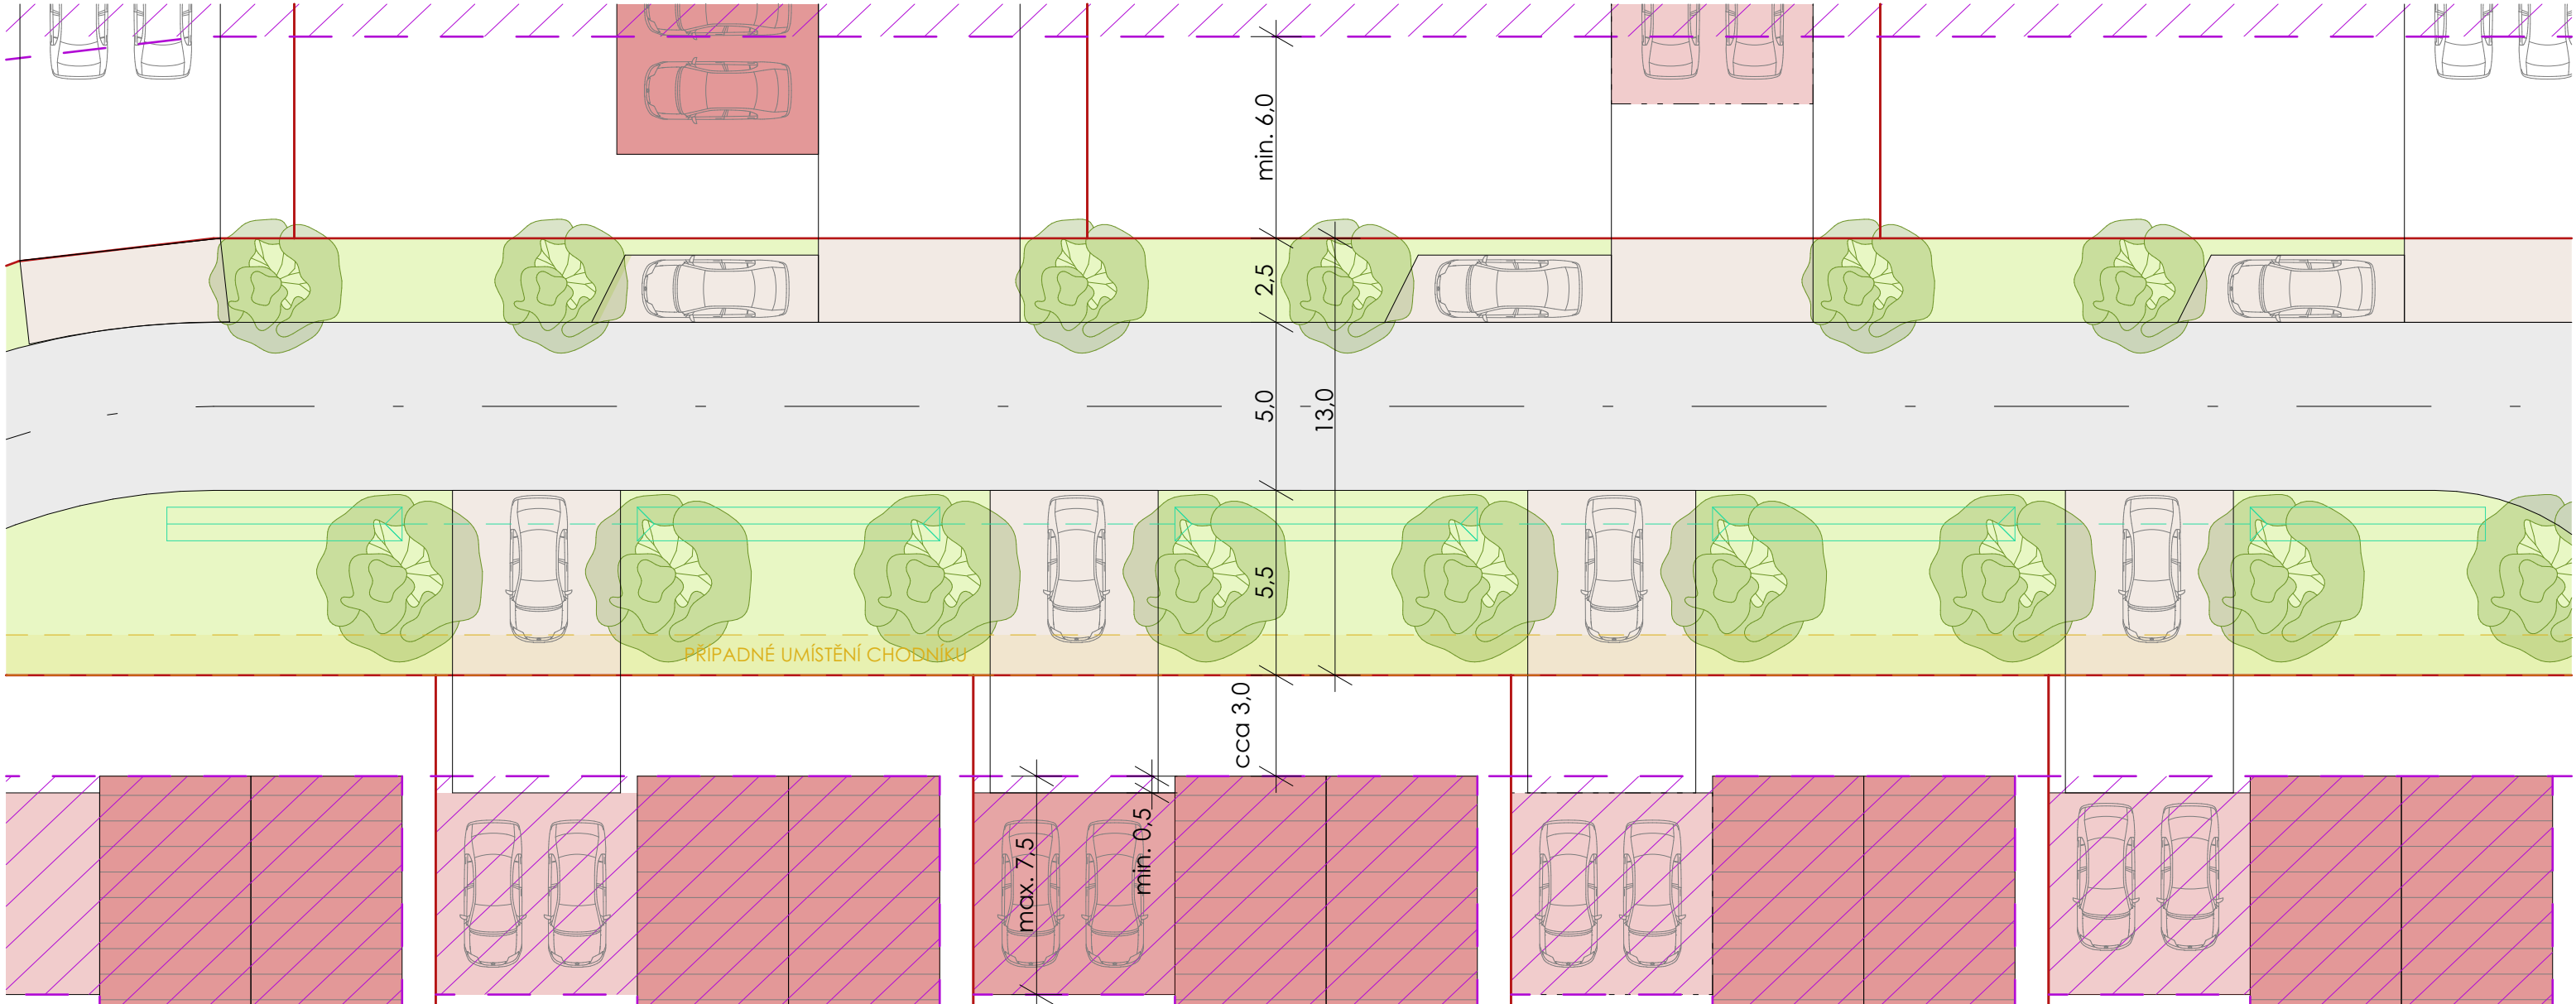 min. 6,0
2,5
5,0
13,0
5,5
PŘÍPADNÉ UMÍSTĚNÍ CHODNÍKU
cca 3,0
min. 0,5
max. 7,5